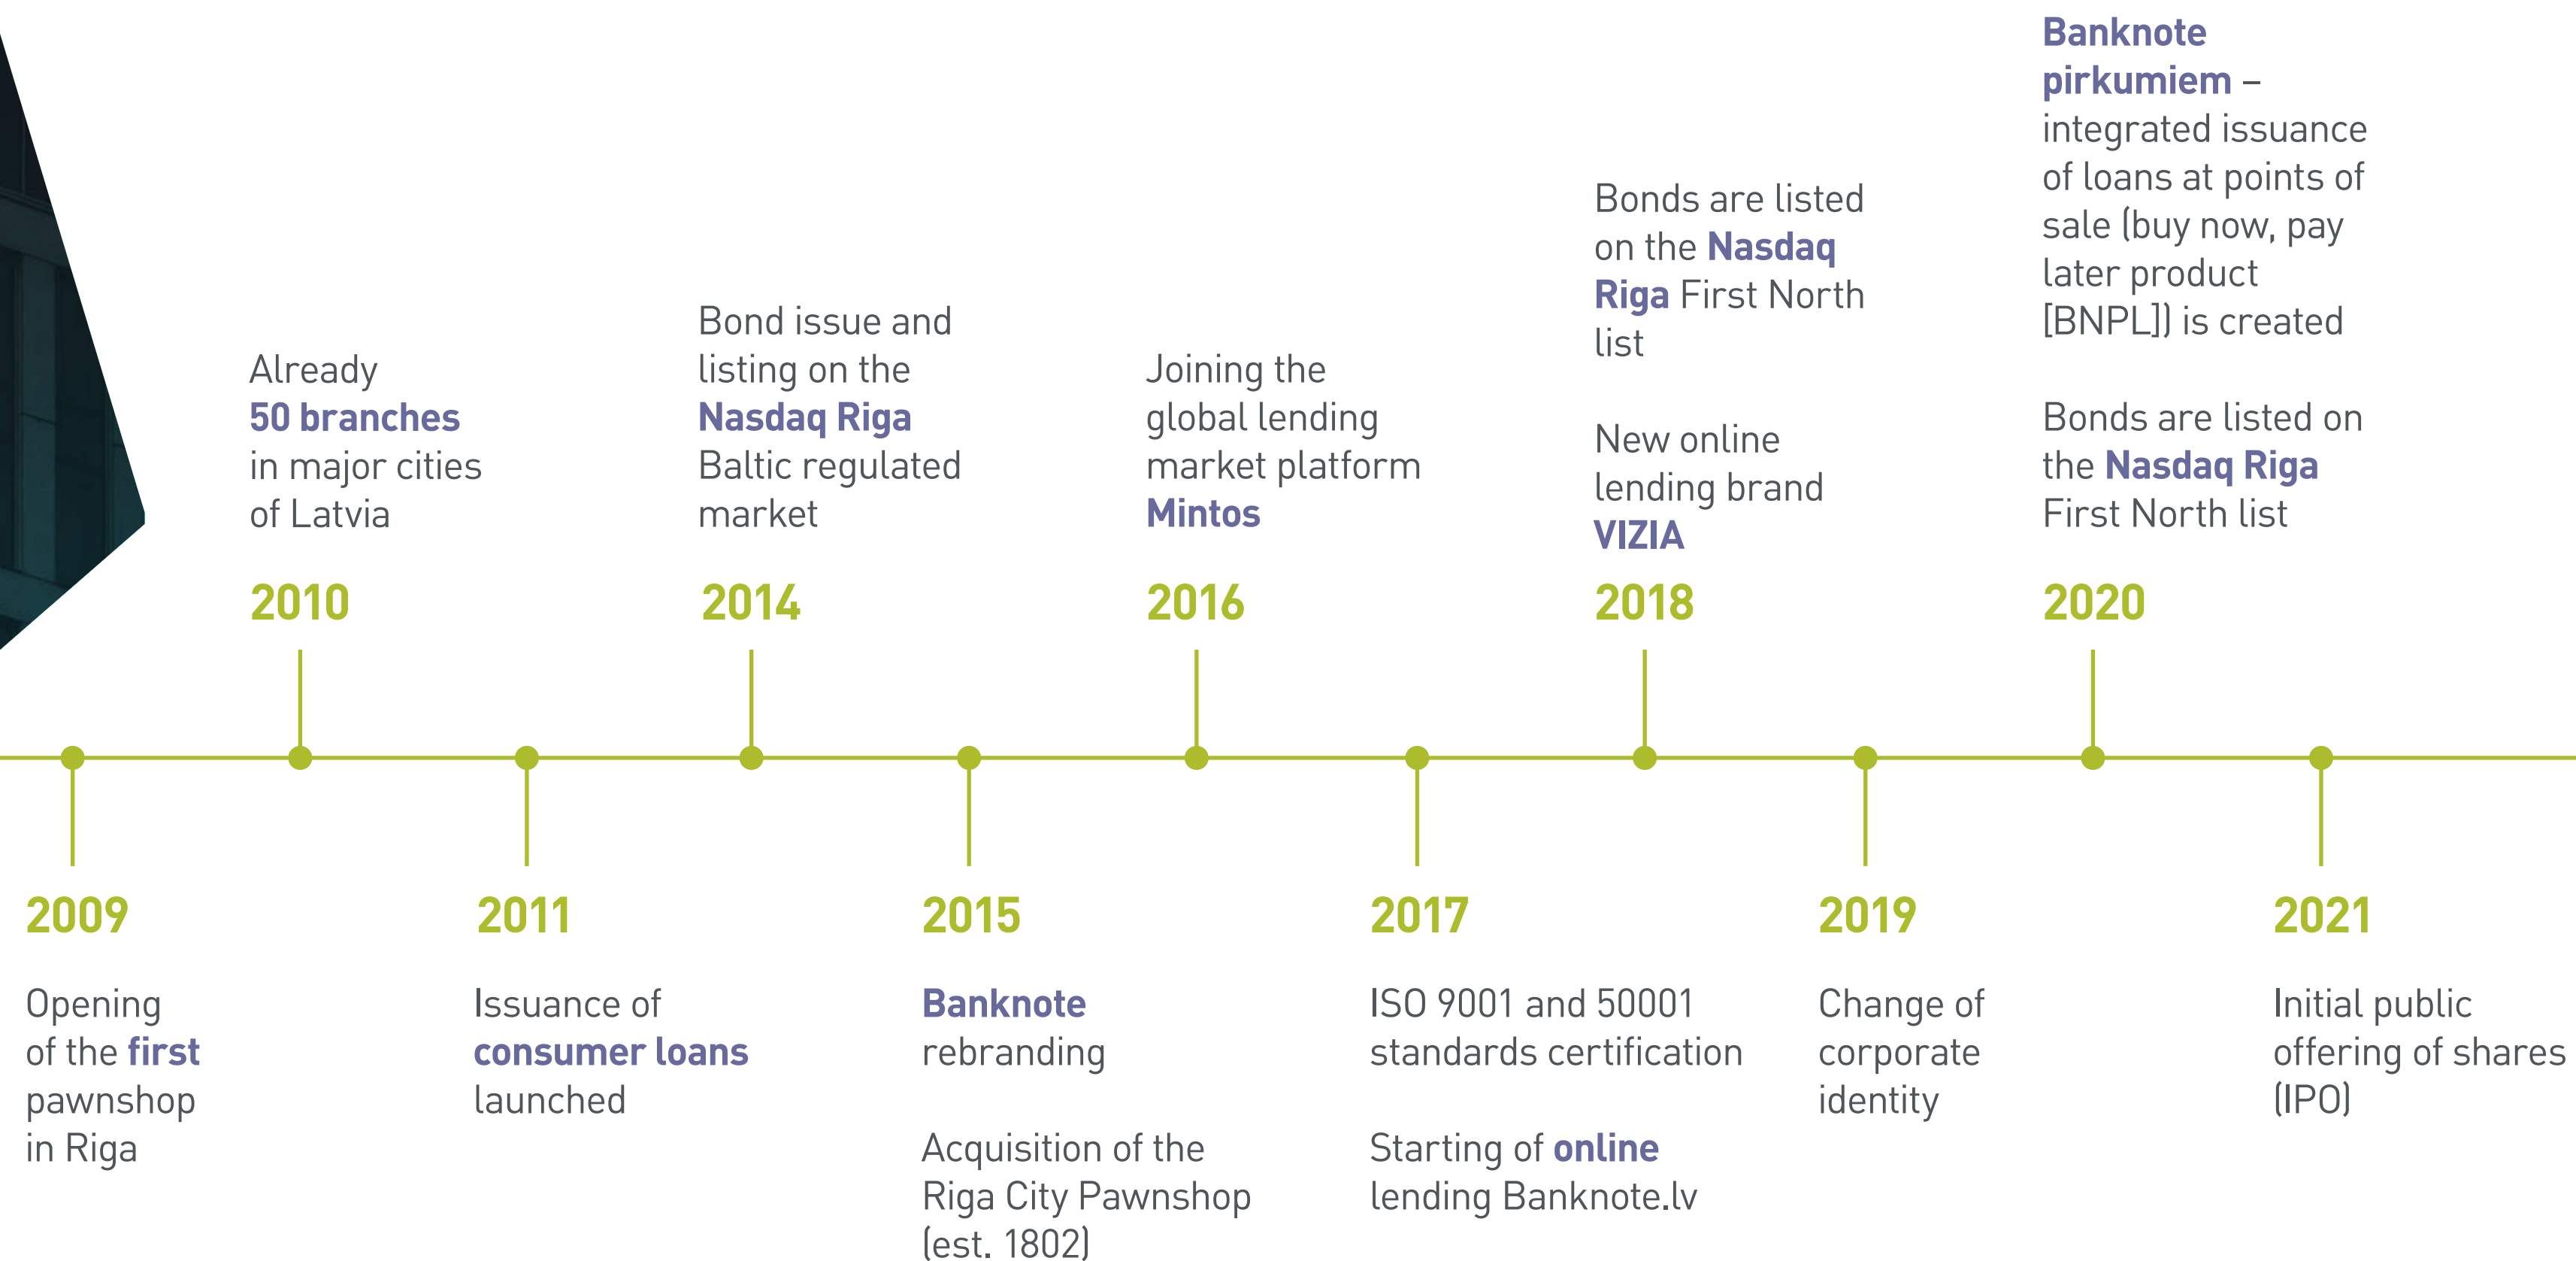 Already
50 branches
in major cities
of Latvia
2010
Bond issue and
listing on the
Nasdaq Riga
Baltic regulated
market
2014
Joining the
global lending
market platform
Mintos
2016
Bonds are listed
on the Nasdaq
Riga First North
list
New online
lending brand
VIZIA
2018
Banknote
pirkumiem –
integrated issuance
of loans at points of
sale (buy now, pay
later product
[BNPL]) is created
Bonds are listed on
the Nasdaq Riga
First North list
2020
2009
Opening
of the first
pawnshop
in Riga
2011
Issuance of
consumer loans
launched
2015
Banknote
rebranding
Acquisition of the
Riga City Pawnshop
(est. 1802)
2017
ISO 9001 and 50001
standards certification
Starting of online
lending Banknote.lv
2019
Change of
corporate
identity
2021
Initial public
offering of shares
(IPO)